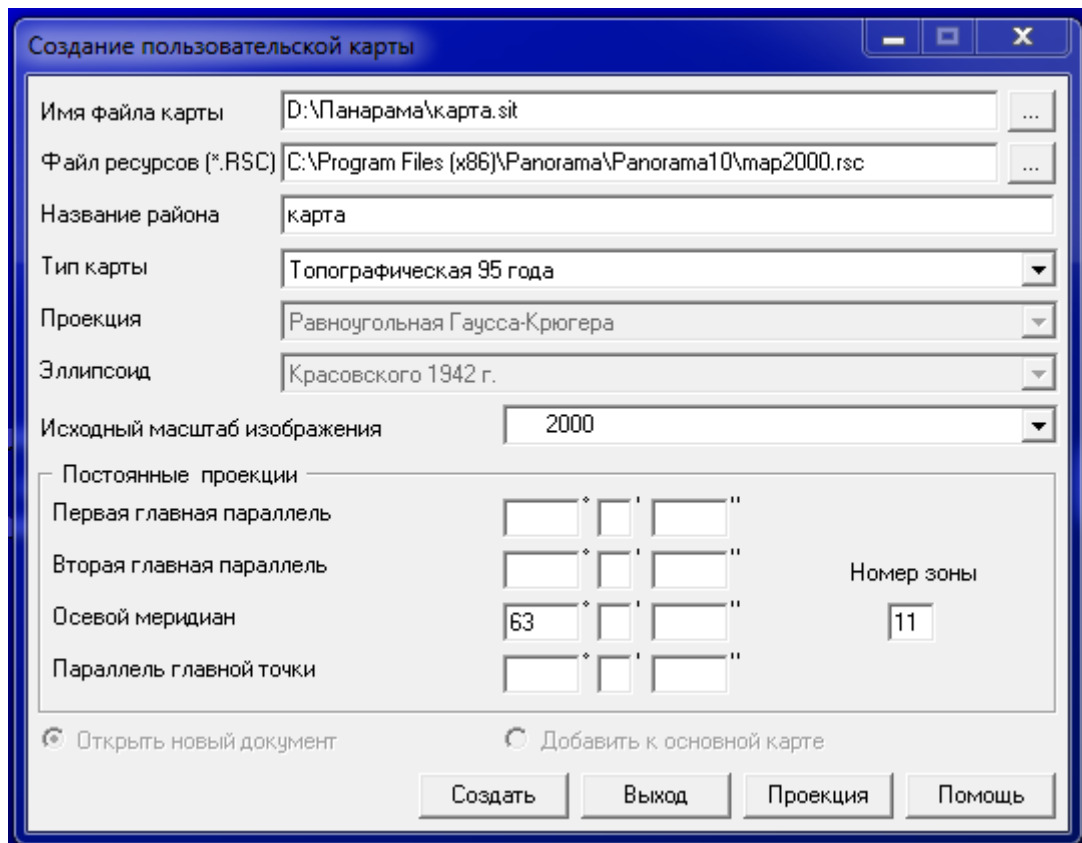 Создание пользовательской карты
Имя файла карты D:\Панарама\карта.sit ...
Файл ресурсов (*.RSC) C:\Program Files (x86)\Panorama\Panorama10\map2000.rsc ...
Название района карта
Тип карты Топографическая 95 года
Проекция Равноугольная Гаусса-Крюгера
Эллипсоид Красовского 1942 г.
Исходный масштаб изображения 2000
Постоянные проекции
Первая главная параллель ° ' "
Вторая главная параллель ° ' "
Номер зоны
Осевой меридиан 63 ° ' " 11
Параллель главной точки ° ' "
Открыть новый документ Добавить к основной карте
Создать Выход Проекция Помощь